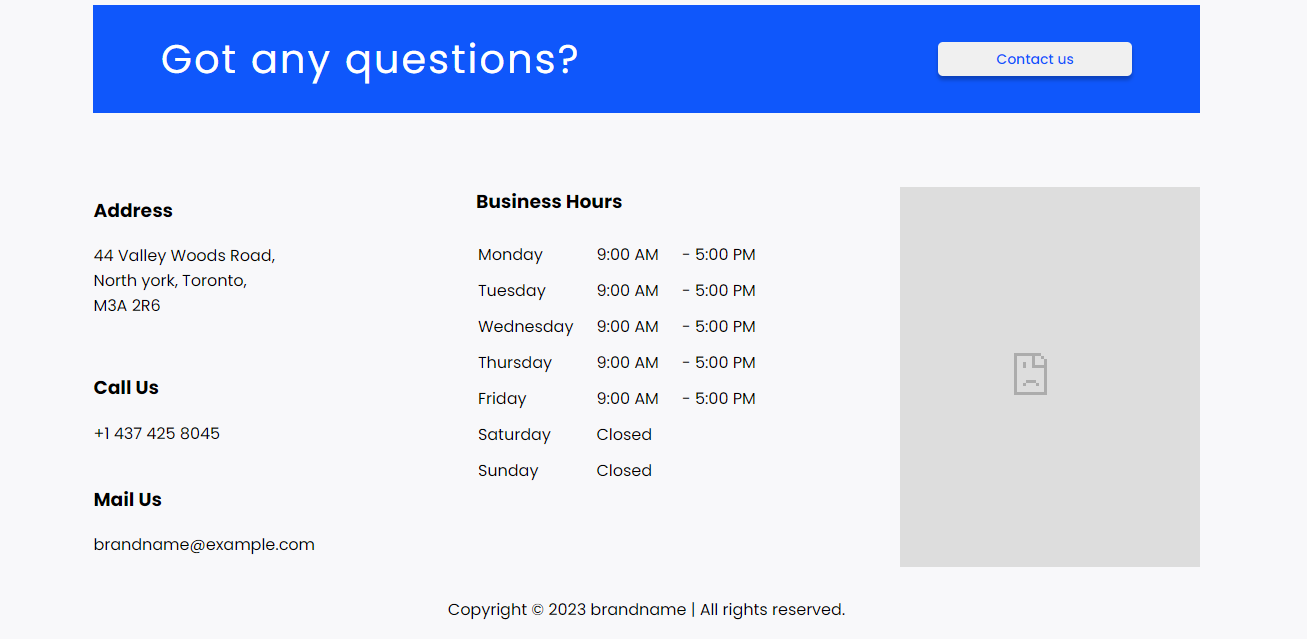 Got any questions?
Contact us
Address
44 Valley Woods Road,
North york, Toronto,
M3A 2R6
Call Us
+1 437 425 8045
Mail Us
brandname@example.com
Business Hours
Monday 9:00 AM - 5:00 PM
Tuesday 9:00 AM - 5:00 PM
Wednesday 9:00 AM - 5:00 PM
Thursday 9:00 AM - 5:00 PM
Friday 9:00 AM - 5:00 PM
Saturday Closed
Sunday Closed
Copyright © 2023 brandname | All rights reserved.